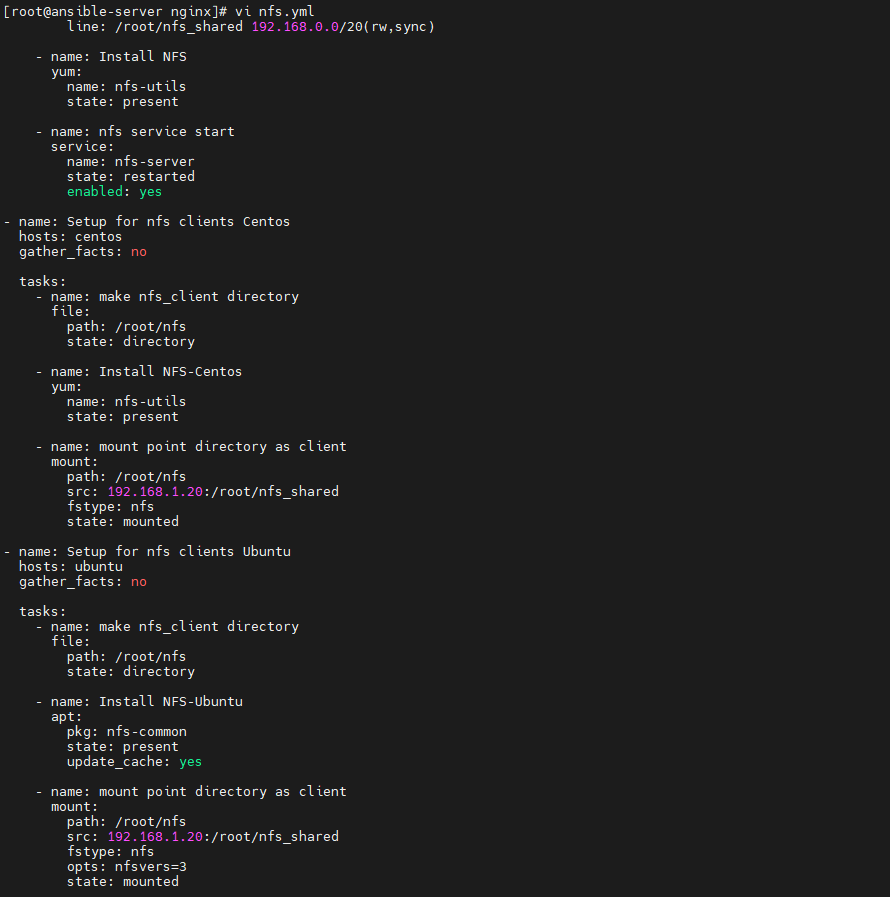 [root@ansible-server nginx]# vi nfs.yml
        line: /root/nfs_shared 192.168.0.0/20(rw,sync)

    - name: Install NFS
      yum:
        name: nfs-utils
        state: present

    - name: nfs service start
      service:
        name: nfs-server
        state: restarted
        enabled: yes

- name: Setup for nfs clients Centos
  hosts: centos
  gather_facts: no

  tasks:
    - name: make nfs_client directory
      file:
        path: /root/nfs
        state: directory

    - name: Install NFS-Centos
      yum:
        name: nfs-utils
        state: present

    - name: mount point directory as client
      mount:
        path: /root/nfs
        src: 192.168.1.20:/root/nfs_shared
        fstype: nfs
        state: mounted

- name: Setup for nfs clients Ubuntu
  hosts: ubuntu
  gather_facts: no

  tasks:
    - name: make nfs_client directory
      file:
        path: /root/nfs
        state: directory

    - name: Install NFS-Ubuntu
      apt:
        pkg: nfs-common
        state: present
        update_cache: yes

    - name: mount point directory as client
      mount:
        path: /root/nfs
        src: 192.168.1.20:/root/nfs_shared
        fstype: nfs
        opts: nfsvers=3
        state: mounted